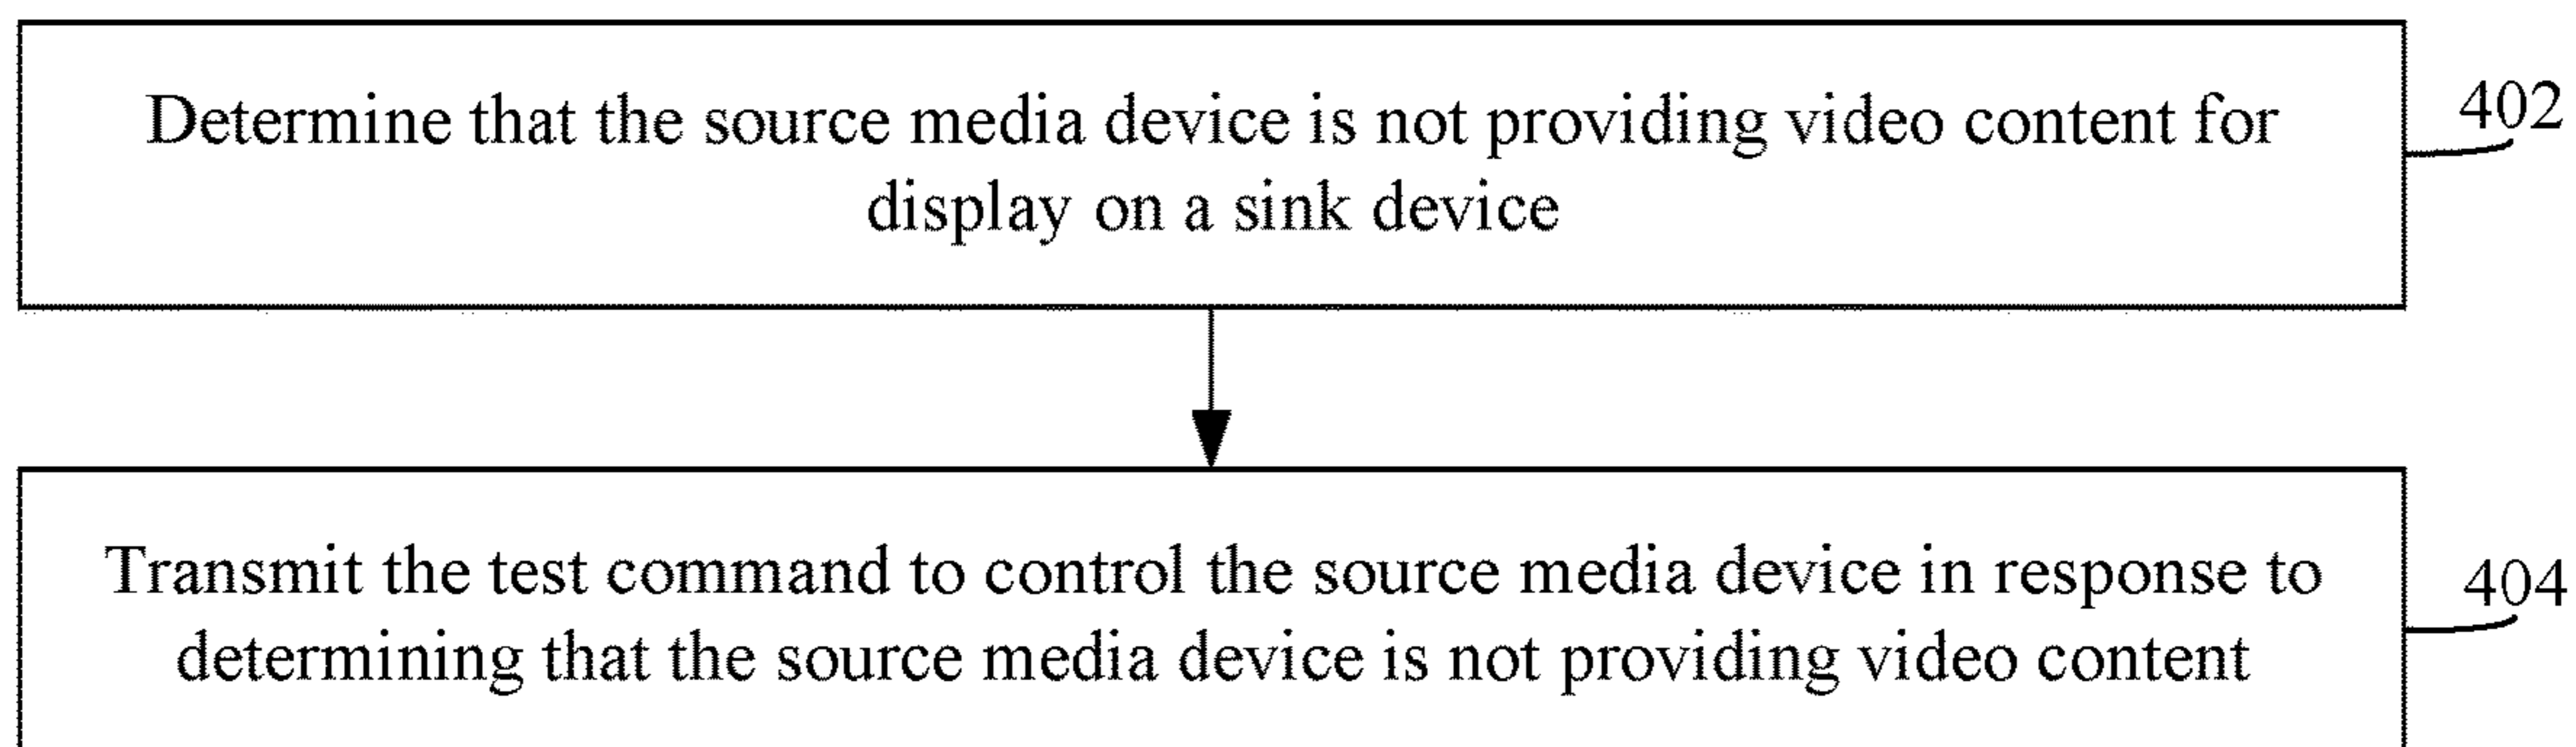 Determine that the source media device is not providing video content for
display on a sink device
402
Transmit the test command to control the source media device in response to
determining that the source media device is not providing video content
404